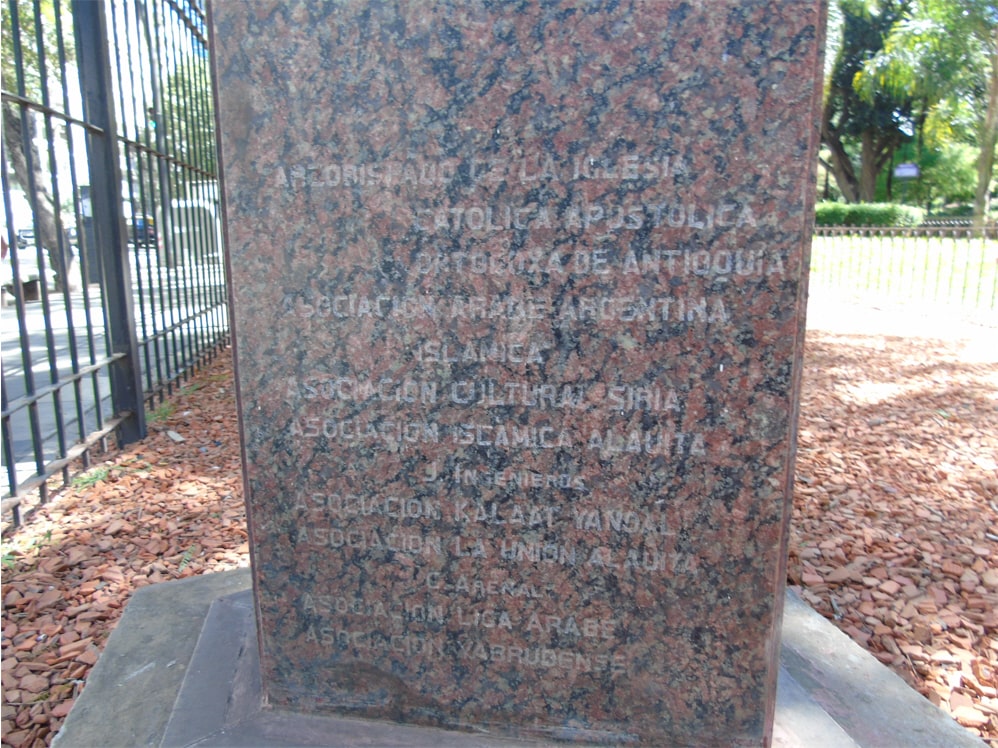 ARZOBISPADO DE LA IGLESIA
CATOLICA APOSTOLICA
ORTODOXA DE ANTIOQUIA
ASOCIACION ARABE ARGENTINA
ISLAMICA
ASOCIACION CULTURAL SIRIA
ASOCIACION ISLAMICA ALAUITA
J. INGENIEROS
ASOCIACION KALAAT YANDAL
ASOCIACION LA UNION ALAUITA
C. ARENAL
ASOCIACION LIGA ARABE
ASOCIACION YABRUDENSE